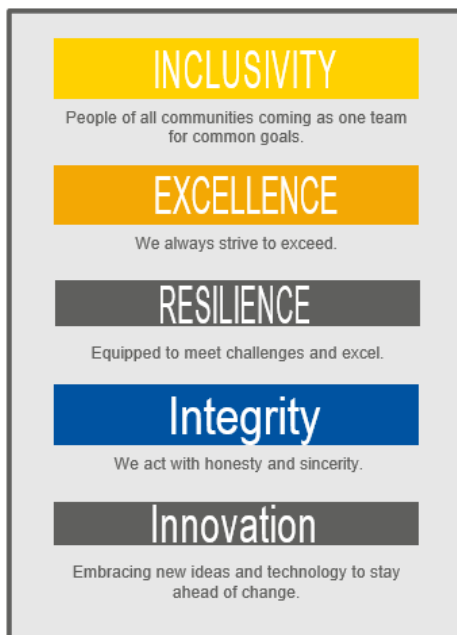 INCLUSIVITY
People of all communities coming as one team
for common goals.
EXCELLENCE
We always strive to exceed.
RESILIENCE
Equipped to meet challenges and excel.
Integrity
We act with honesty and sincerity.
Innovation
Embracing new ideas and technology to stay
ahead of change.